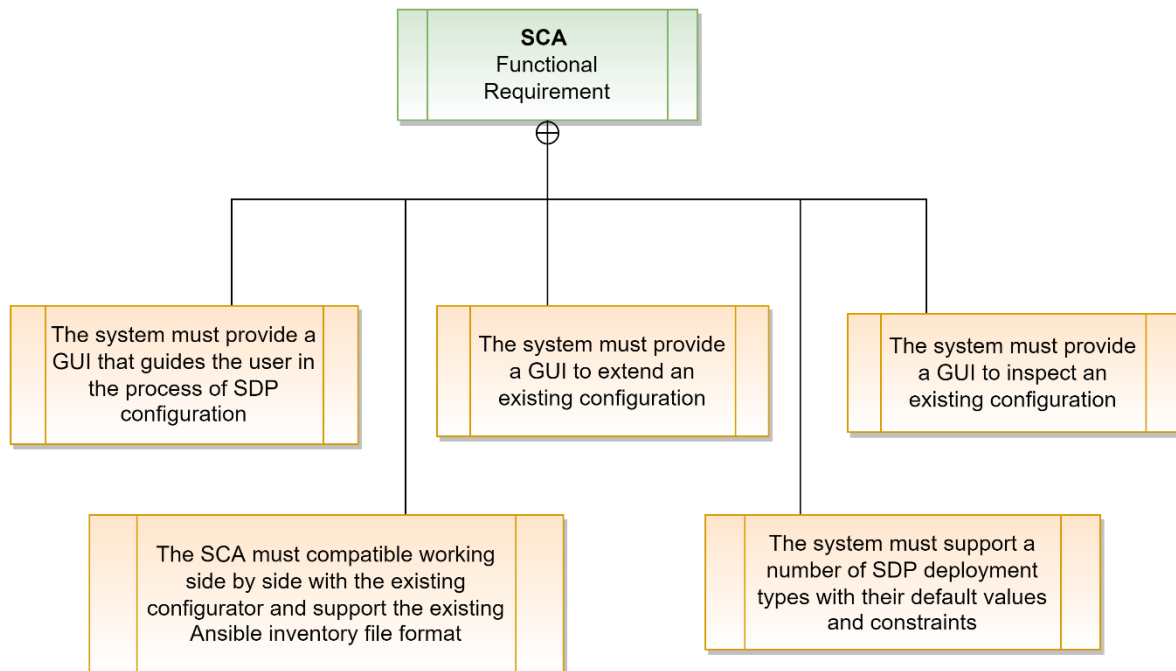 SCA
Functional
Requirement
The system must provide a
GUI that guides the user in
the process of SDP
configuration
The system must provide
a GUI to extend an
existing configuration
The system must provide
a GUI to inspect an
existing configuration
The SCA must compatible working
side by side with the existing
configurator and support the existing
Ansible inventory file format
The system must support a
number of SDP deployment
types with their default values
and constraints